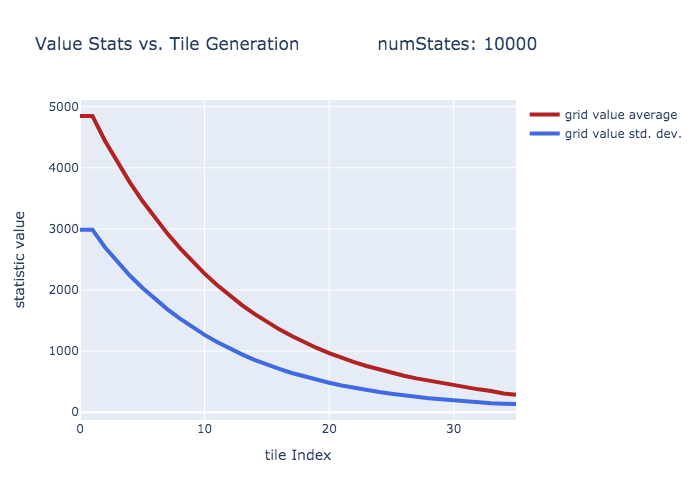 Value Stats vs. Tile Generation numStates: 10000
grid value average
grid value std. dev.
5000
4000
3000
2000
1000
0
statistic value
0 10 20 30
tile Index